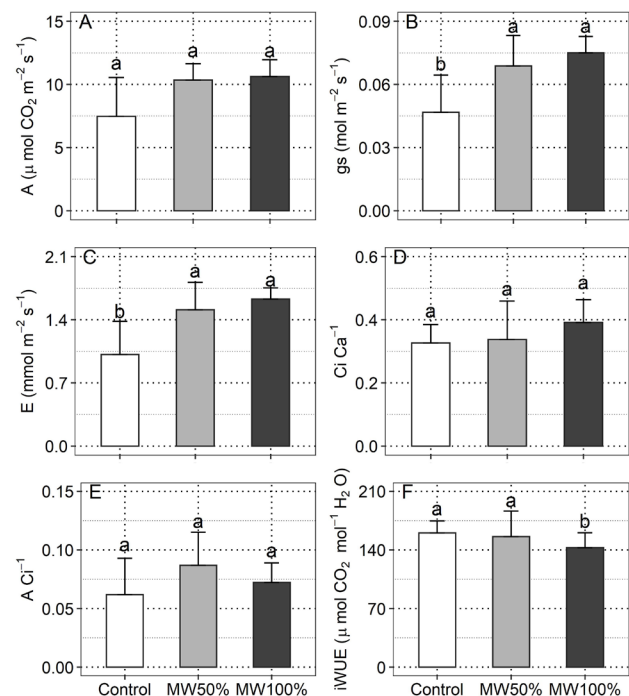 A
A (μ mol CO₂ m⁻² s⁻¹)
15
10
5
0
a
a
a
B
gs (mol m⁻² s⁻¹)
0.09
0.06
0.03
0.00
b
a
a
C
E (mmol m⁻² s⁻¹)
2.1
1.4
0.7
0.0
b
a
a
D
Ci Ca⁻¹
0.6
0.4
0.2
0.0
a
a
a
E
A Ci⁻¹
0.15
0.10
0.05
0.00
a
a
a
Control MW50% MW100%
F
iWUE (μ mol CO₂ mol⁻¹ H₂ O)
210
140
70
0
a
a
b
Control MW50% MW100%